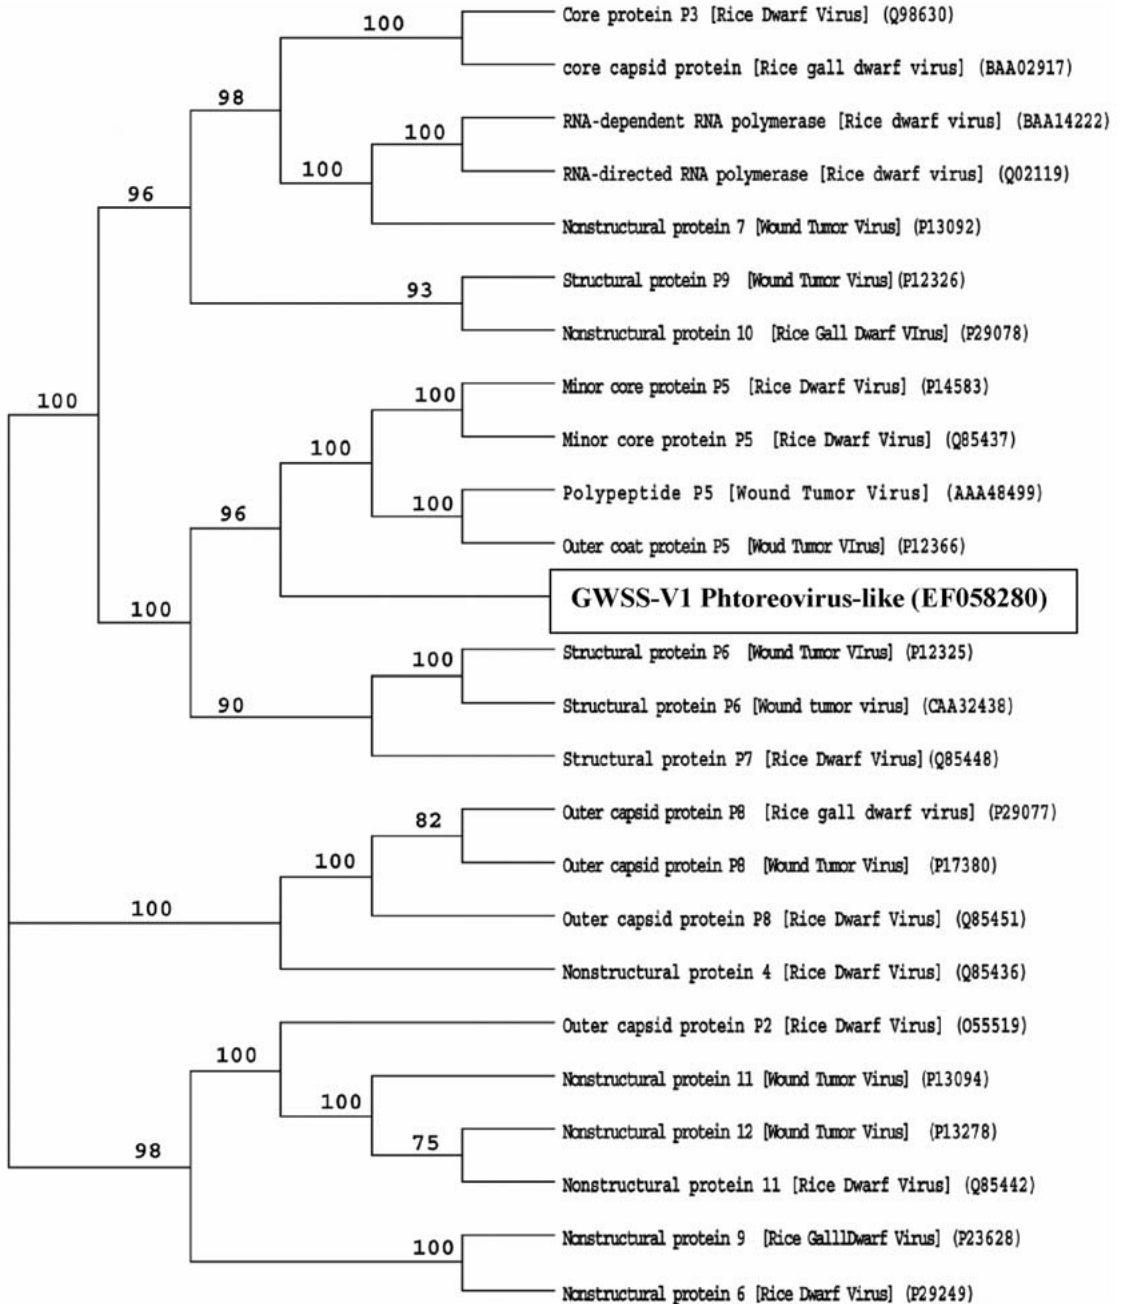 Core protein P3 [Rice Dwarf Virus] (Q98630)
100
core capsid protein [Rice gall dwarf virus] (BAA02917)
98
RNA-dependent RNA polymerase [Rice dwarf virus] (BAA14222)
100
100
RNA-directed RNA polymerase [Rice dwarf virus] (Q02119)
96
Nonstructural protein 7 [Wound Tumor Virus] (P13092)
Structural protein P9 [Wound Tumor Virus] (P12326)
93
Nonstructural protein 10 [Rice Gall Dwarf VIrus] (P29078)
Minor core protein P5 [Rice Dwarf Virus] (P14583)
100
100
Minor core protein P5 [Rice Dwarf Virus] (Q85437)
100
Polypeptide P5 [Wound Tumor Virus] (AAA48499)
100
96
Outer coat protein P5 [Woud Tumor VIrus] (P12366)
GWSS-V1 Phtoreovirus-like (EF058280)
100
Structural protein P6 [Wound Tumor VIrus] (P12325)
100
Structural protein P6 [Wound tumor virus] (CAA32438)
90
Structural protein P7 [Rice Dwarf Virus] (Q85448)
Outer capsid protein P8 [Rice gall dwarf virus] (P29077)
82
100
Outer capsid protein P8 [Wound Tumor Virus] (P17380)
100
Outer capsid protein P8 [Rice Dwarf Virus] (Q85451)
Nonstructural protein 4 [Rice Dwarf Virus] (Q85436)
Outer capsid protein P2 [Rice Dwarf Virus] (O55519)
100
Nonstructural protein 11 [Wound Tumor Virus] (P13094)
100
Nonstructural protein 12 [Wound Tumor Virus] (P13278)
75
98
Nonstructural protein 11 [Rice Dwarf Virus] (Q85442)
Nonstructural protein 9 [Rice GalllDwarf Virus] (P23628)
100
Nonstructural protein 6 [Rice Dwarf Virus] (P29249)